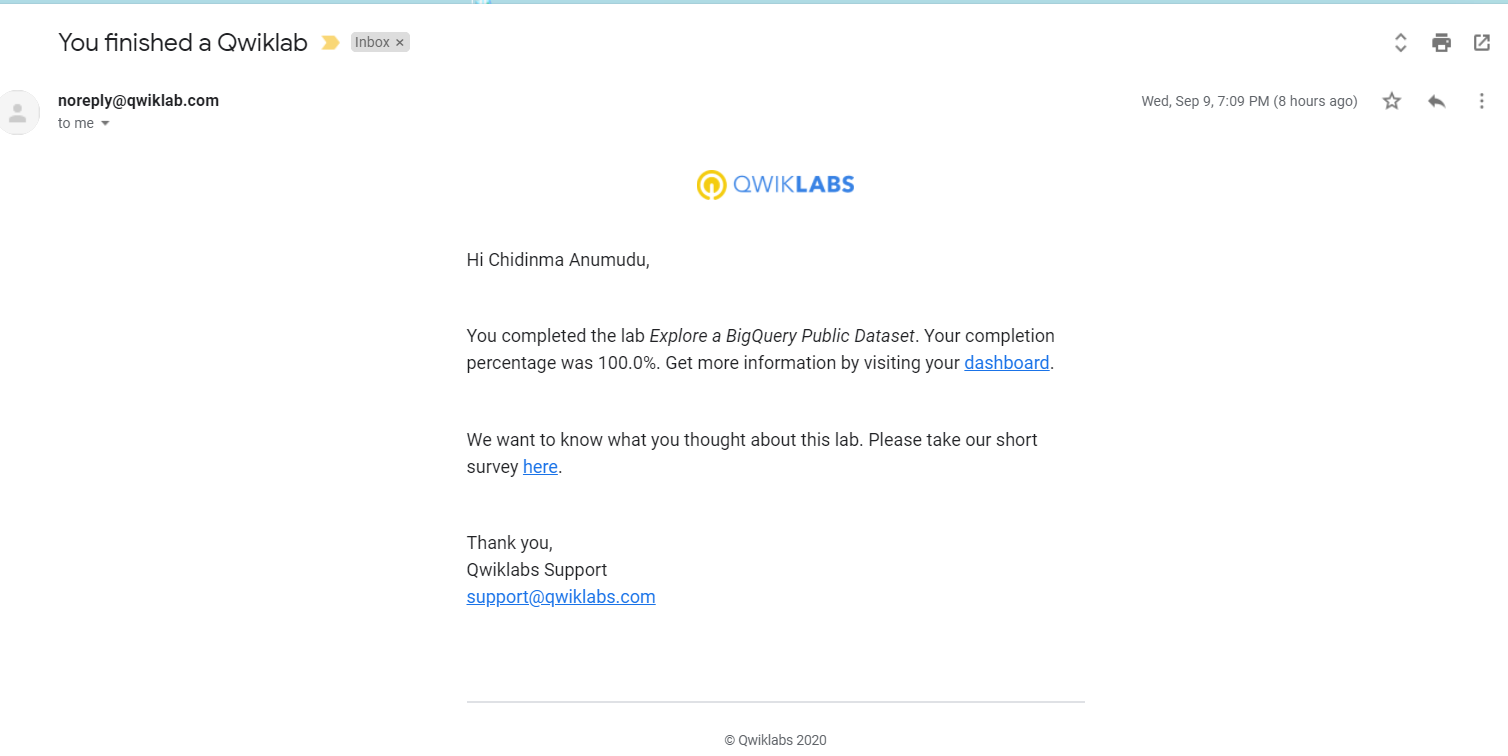 You finished a Qwiklab
Inbox ×
noreply@qwiklab.com
Wed, Sep 9, 7:09 PM (8 hours ago)
to me
QWIKLABS
Hi Chidinma Anumudu,
You completed the lab Explore a BigQuery Public Dataset. Your completion
percentage was 100.0%. Get more information by visiting your dashboard.
We want to know what you thought about this lab. Please take our short
survey here.
Thank you,
Qwiklabs Support
support@qwiklabs.com
© Qwiklabs 2020